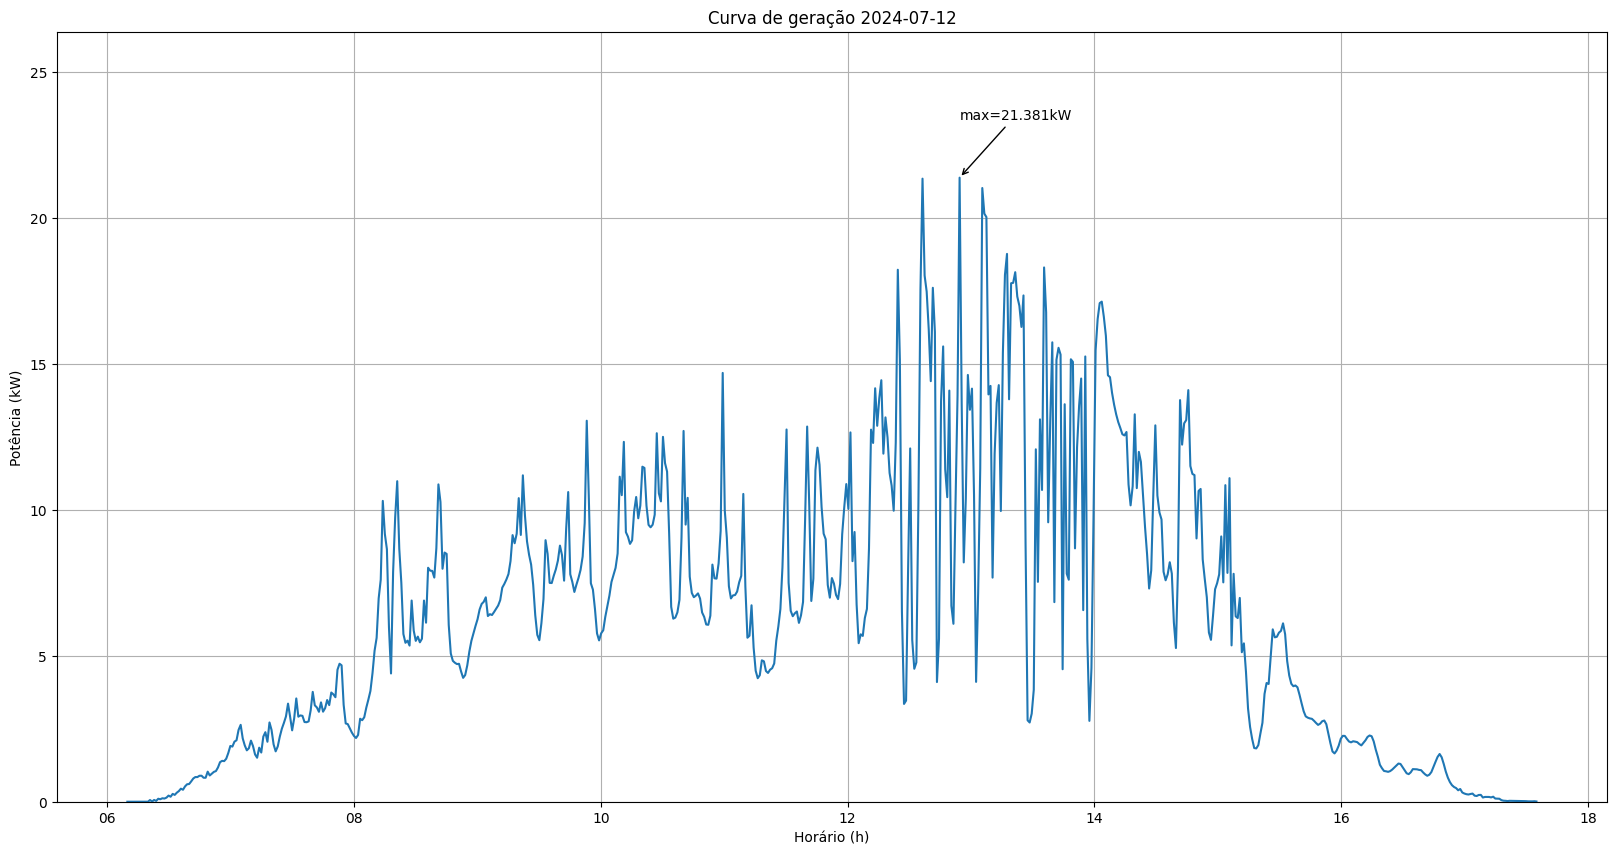 Curva de geração 2024-07-12
25
max=21.381kW
20
15
Potência (kW)
10
5
0
06 08 10 12 14 16 18
Horário (h)